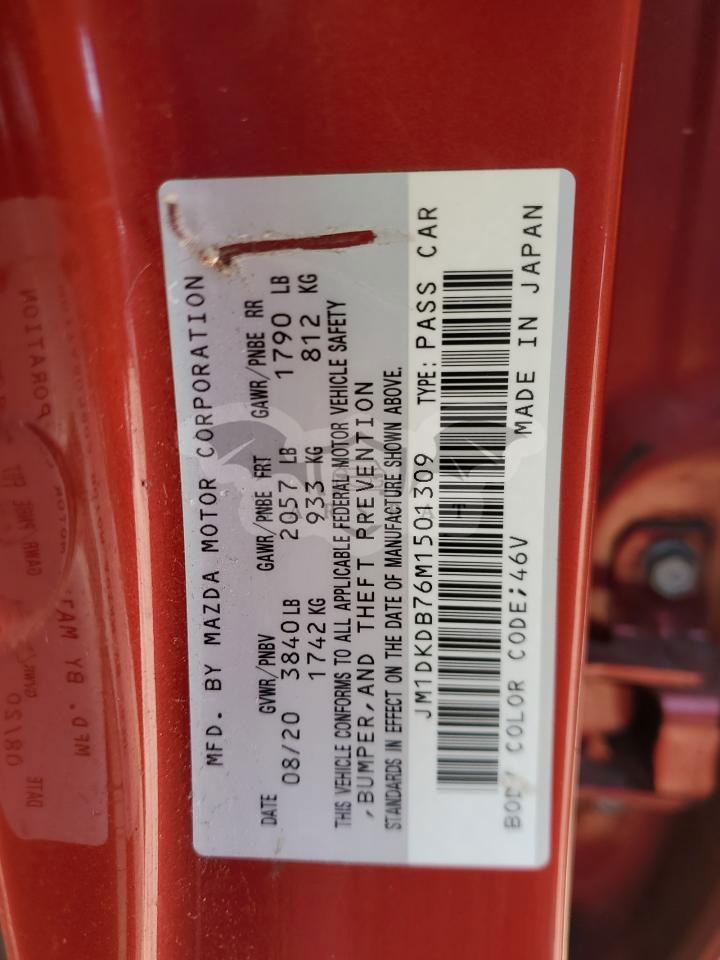 MFD. BY MAZDA MOTOR CORPORATION
DATE GVWR/PNBV GAWR/PNBE FRT GAWR/PNBE RR
08/20 3840 LB 2057 LB 1790 LB
1742 KG 933 KG 812 KG
THIS VEHICLE CONFORMS TO ALL APPLICABLE FEDERAL MOTOR VEHICLE SAFETY
,BUMPER,AND THEFT PREVENTION
STANDARDS IN EFFECT ON THE DATE OF MANUFACTURE SHOWN ABOVE.
JM1DKDB76M1501309 TYPE: PASS CAR
BODY COLOR CODE;46V MADE IN JAPAN